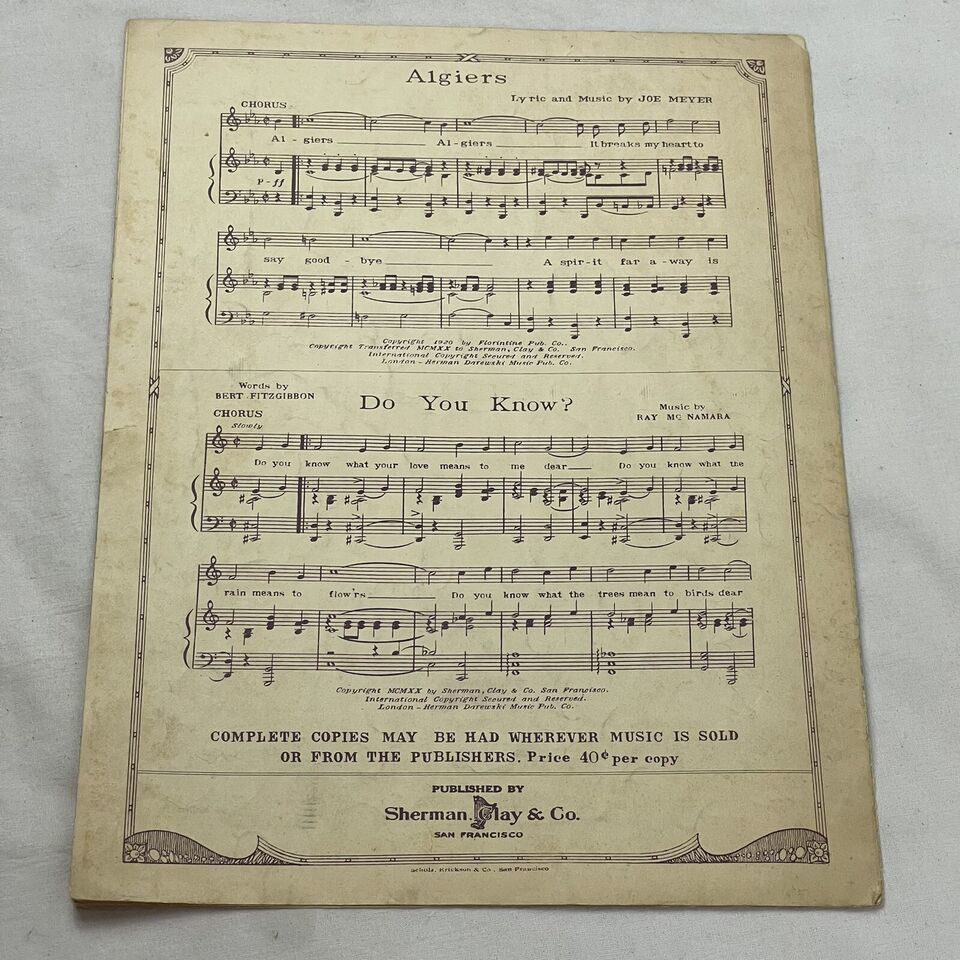 Algiers
Lyric and Music by JOE MEYER
CHORUS
Al - giers Al - giers It breaks my heart to
p-ff
say good - bye A spir - it far a - way is
Copyright 1920 by Florintine Pub. Co..
Copyright Transferred MCMXX to Sherman, Clay & Co. San Francisco.
International Copyright Secured and Reserved.
London - Herman Darewski Music Pub. Co.
Words by
BERT FITZGIBBON
Do You Know?
Music by
RAY Mc NAMARA
CHORUS
Slowly
Do you know what your love means to me dear Do you know what the
rain means to flow'rs Do you know what the trees mean to birds dear
Copyright MCMXX by Sherman, Clay & Co. San Francisco.
International Copyright Secured and Reserved.
London - Herman Darewski Music Pub. Co.
COMPLETE COPIES MAY BE HAD WHEREVER MUSIC IS SOLD
OR FROM THE PUBLISHERS. Price 40¢ per copy
PUBLISHED BY
Sherman, Clay & Co.
SAN FRANCISCO
Scholz, Erickson & Co., San Francisco